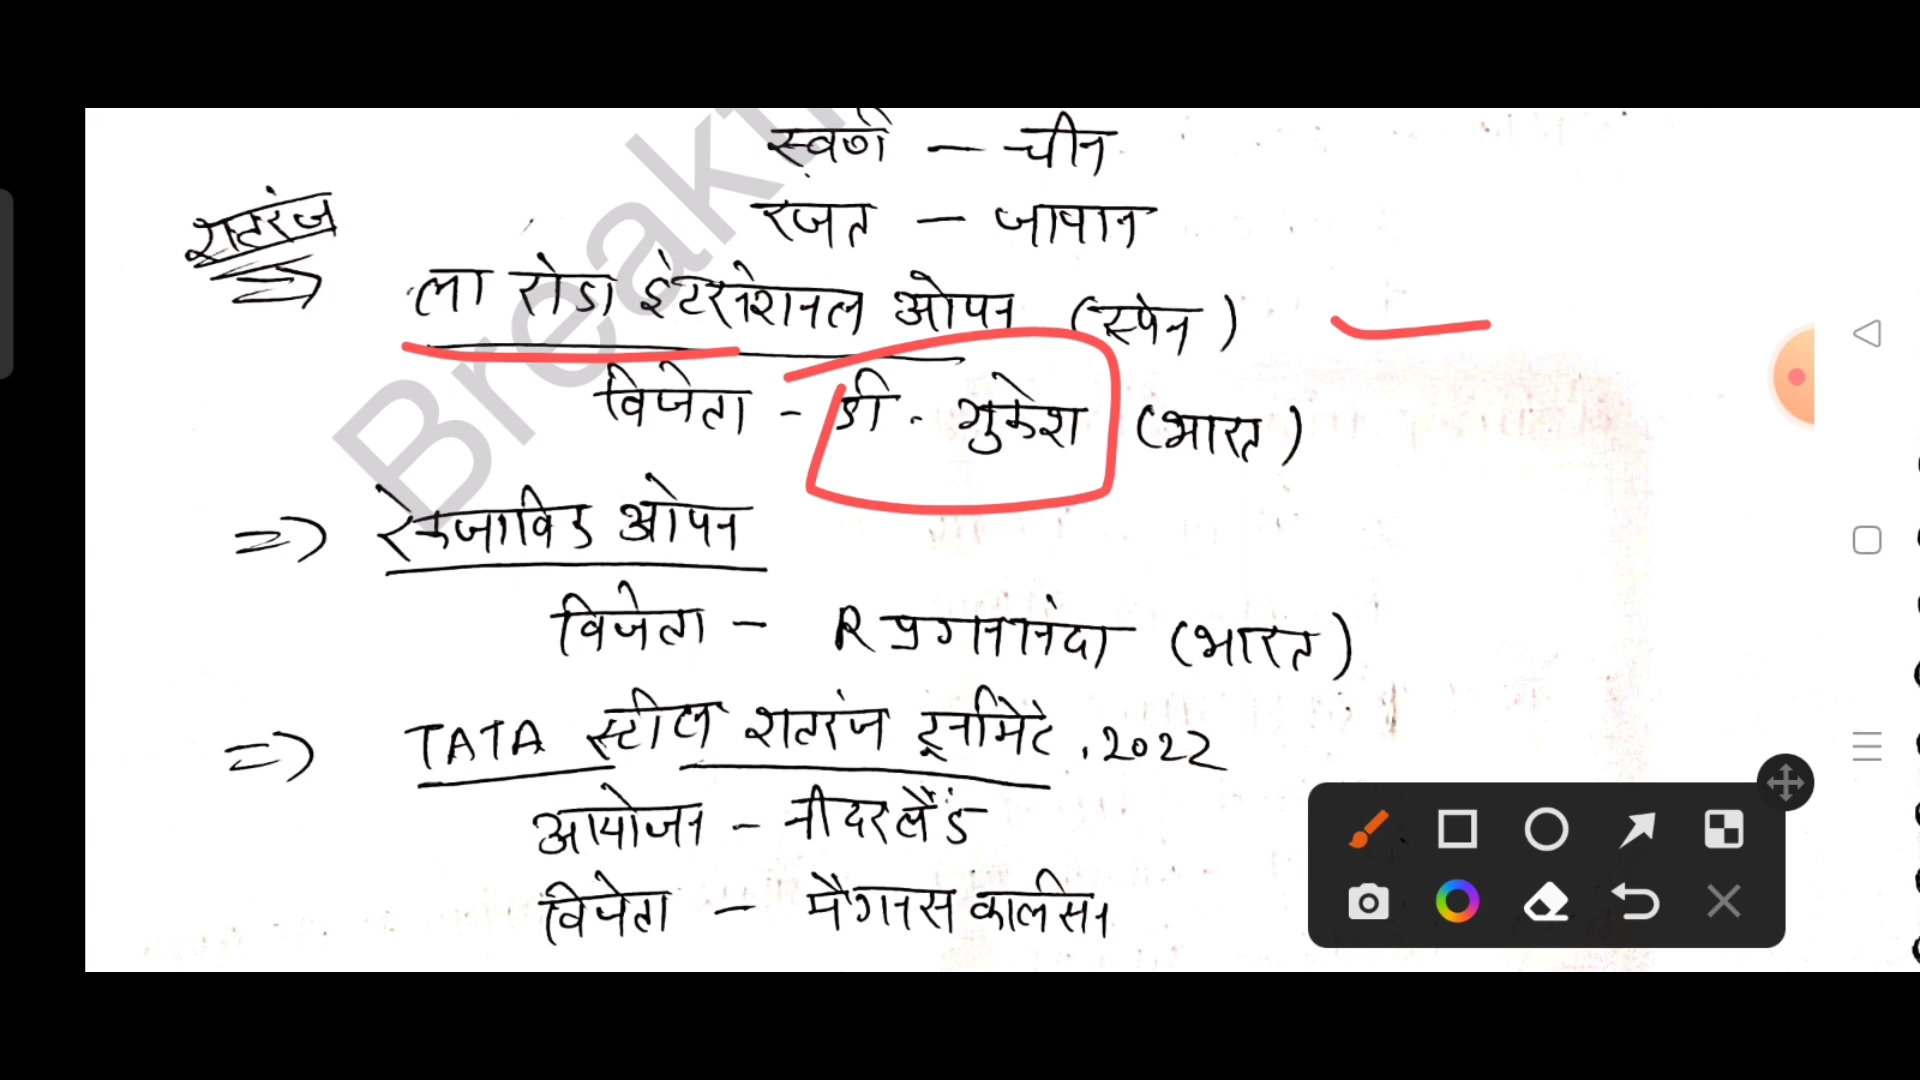 स्वर्ण - चीन
रजत - जापान
शतरंज
=> ला रोडा इंटरनेशनल ओपन (स्पेन)
विजेता - डी. गुकेश (भारत)
=> रेकजाविक ओपन
विजेता - R प्रगनानंदा (भारत)
=> TATA स्टील शतरंज टूर्नामेंट, 2022
आयोजन - नीदरलैंड
विजेता - मैगनस कार्लसन
Break